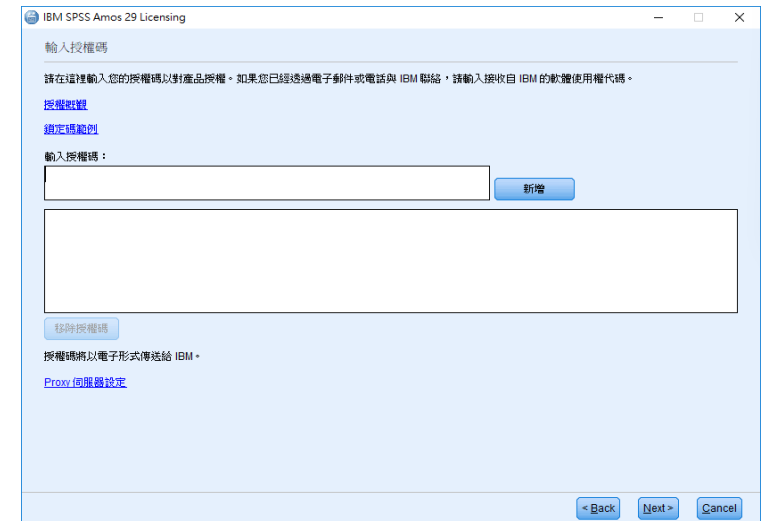 IBM SPSS Amos 29 Licensing
輸入授權碼
請在這裡輸入您的授權碼以對產品授權。如果您已經透過電子郵件或電話與 IBM 聯絡，請輸入接收自 IBM 的軟體使用權代碼。
授權概觀
鎖定碼範例
輸入授權碼：
新增
移除授權碼
授權碼將以電子形式傳送給 IBM。
Proxy 伺服器設定
< Back Next > Cancel